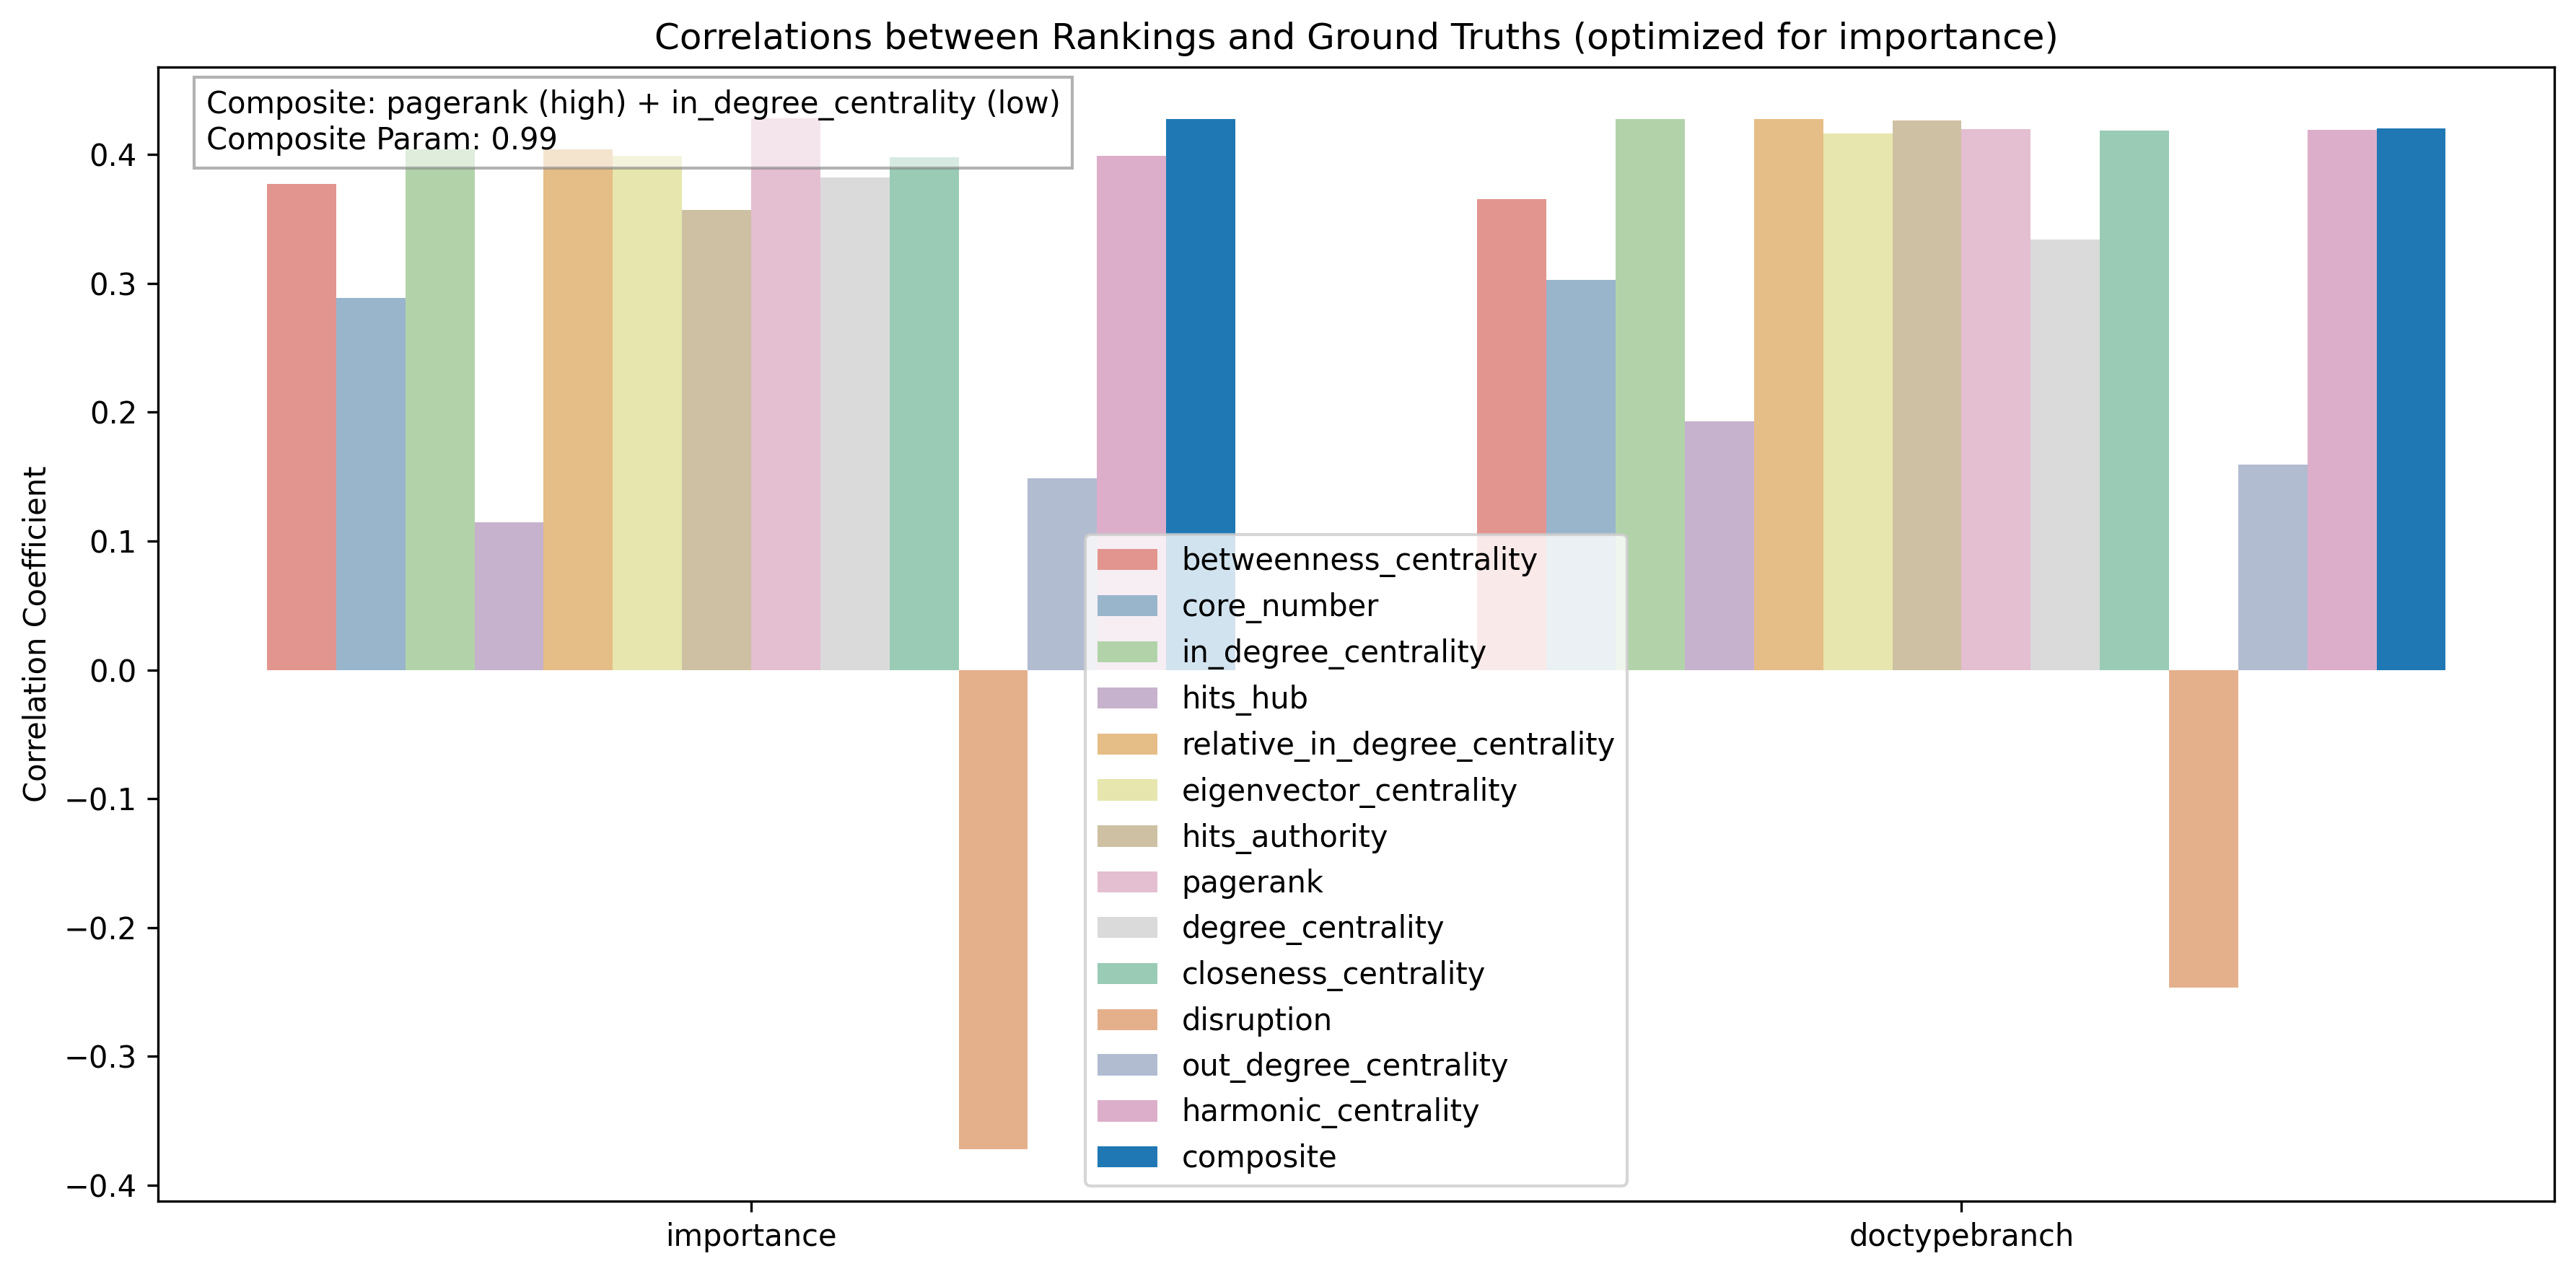 Correlations between Rankings and Ground Truths (optimized for importance)
Composite: pagerank (high) + in_degree_centrality (low)
Composite Param: 0.99
Correlation Coefficient
0.4
0.3
0.2
0.1
0.0
−0.1
−0.2
−0.3
−0.4
betweenness_centrality
core_number
in_degree_centrality
hits_hub
relative_in_degree_centrality
eigenvector_centrality
hits_authority
pagerank
degree_centrality
closeness_centrality
disruption
out_degree_centrality
harmonic_centrality
composite
importance
doctypebranch